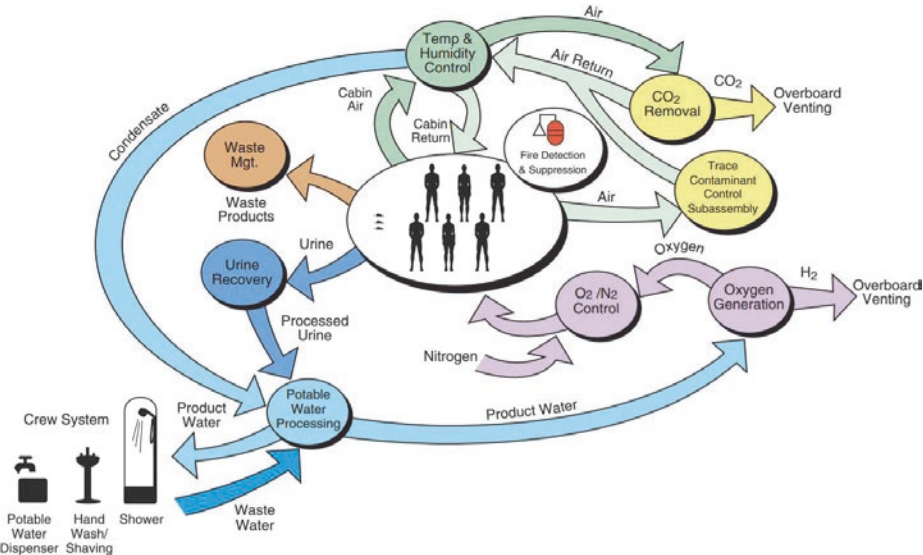 Air
Temp &
Humidity
Control
Air Return
CO2
Overboard
Venting
CO2
Removal
Cabin
Air
Cabin
Return
Condensate
Fire Detection
& Suppression
Waste
Mgt.
Trace
Contaminant
Control
Subassembly
Waste
Products
Air
Urine
Oxygen
Urine
Recovery
O2 /N2
Control
Oxygen
Generation
H2
Overboard
Venting
Processed
Urine
Nitrogen
Potable
Water
Processing
Product Water
Crew System
Product
Water
Waste
Water
Potable
Water
Dispenser
Hand
Wash/
Shaving
Shower